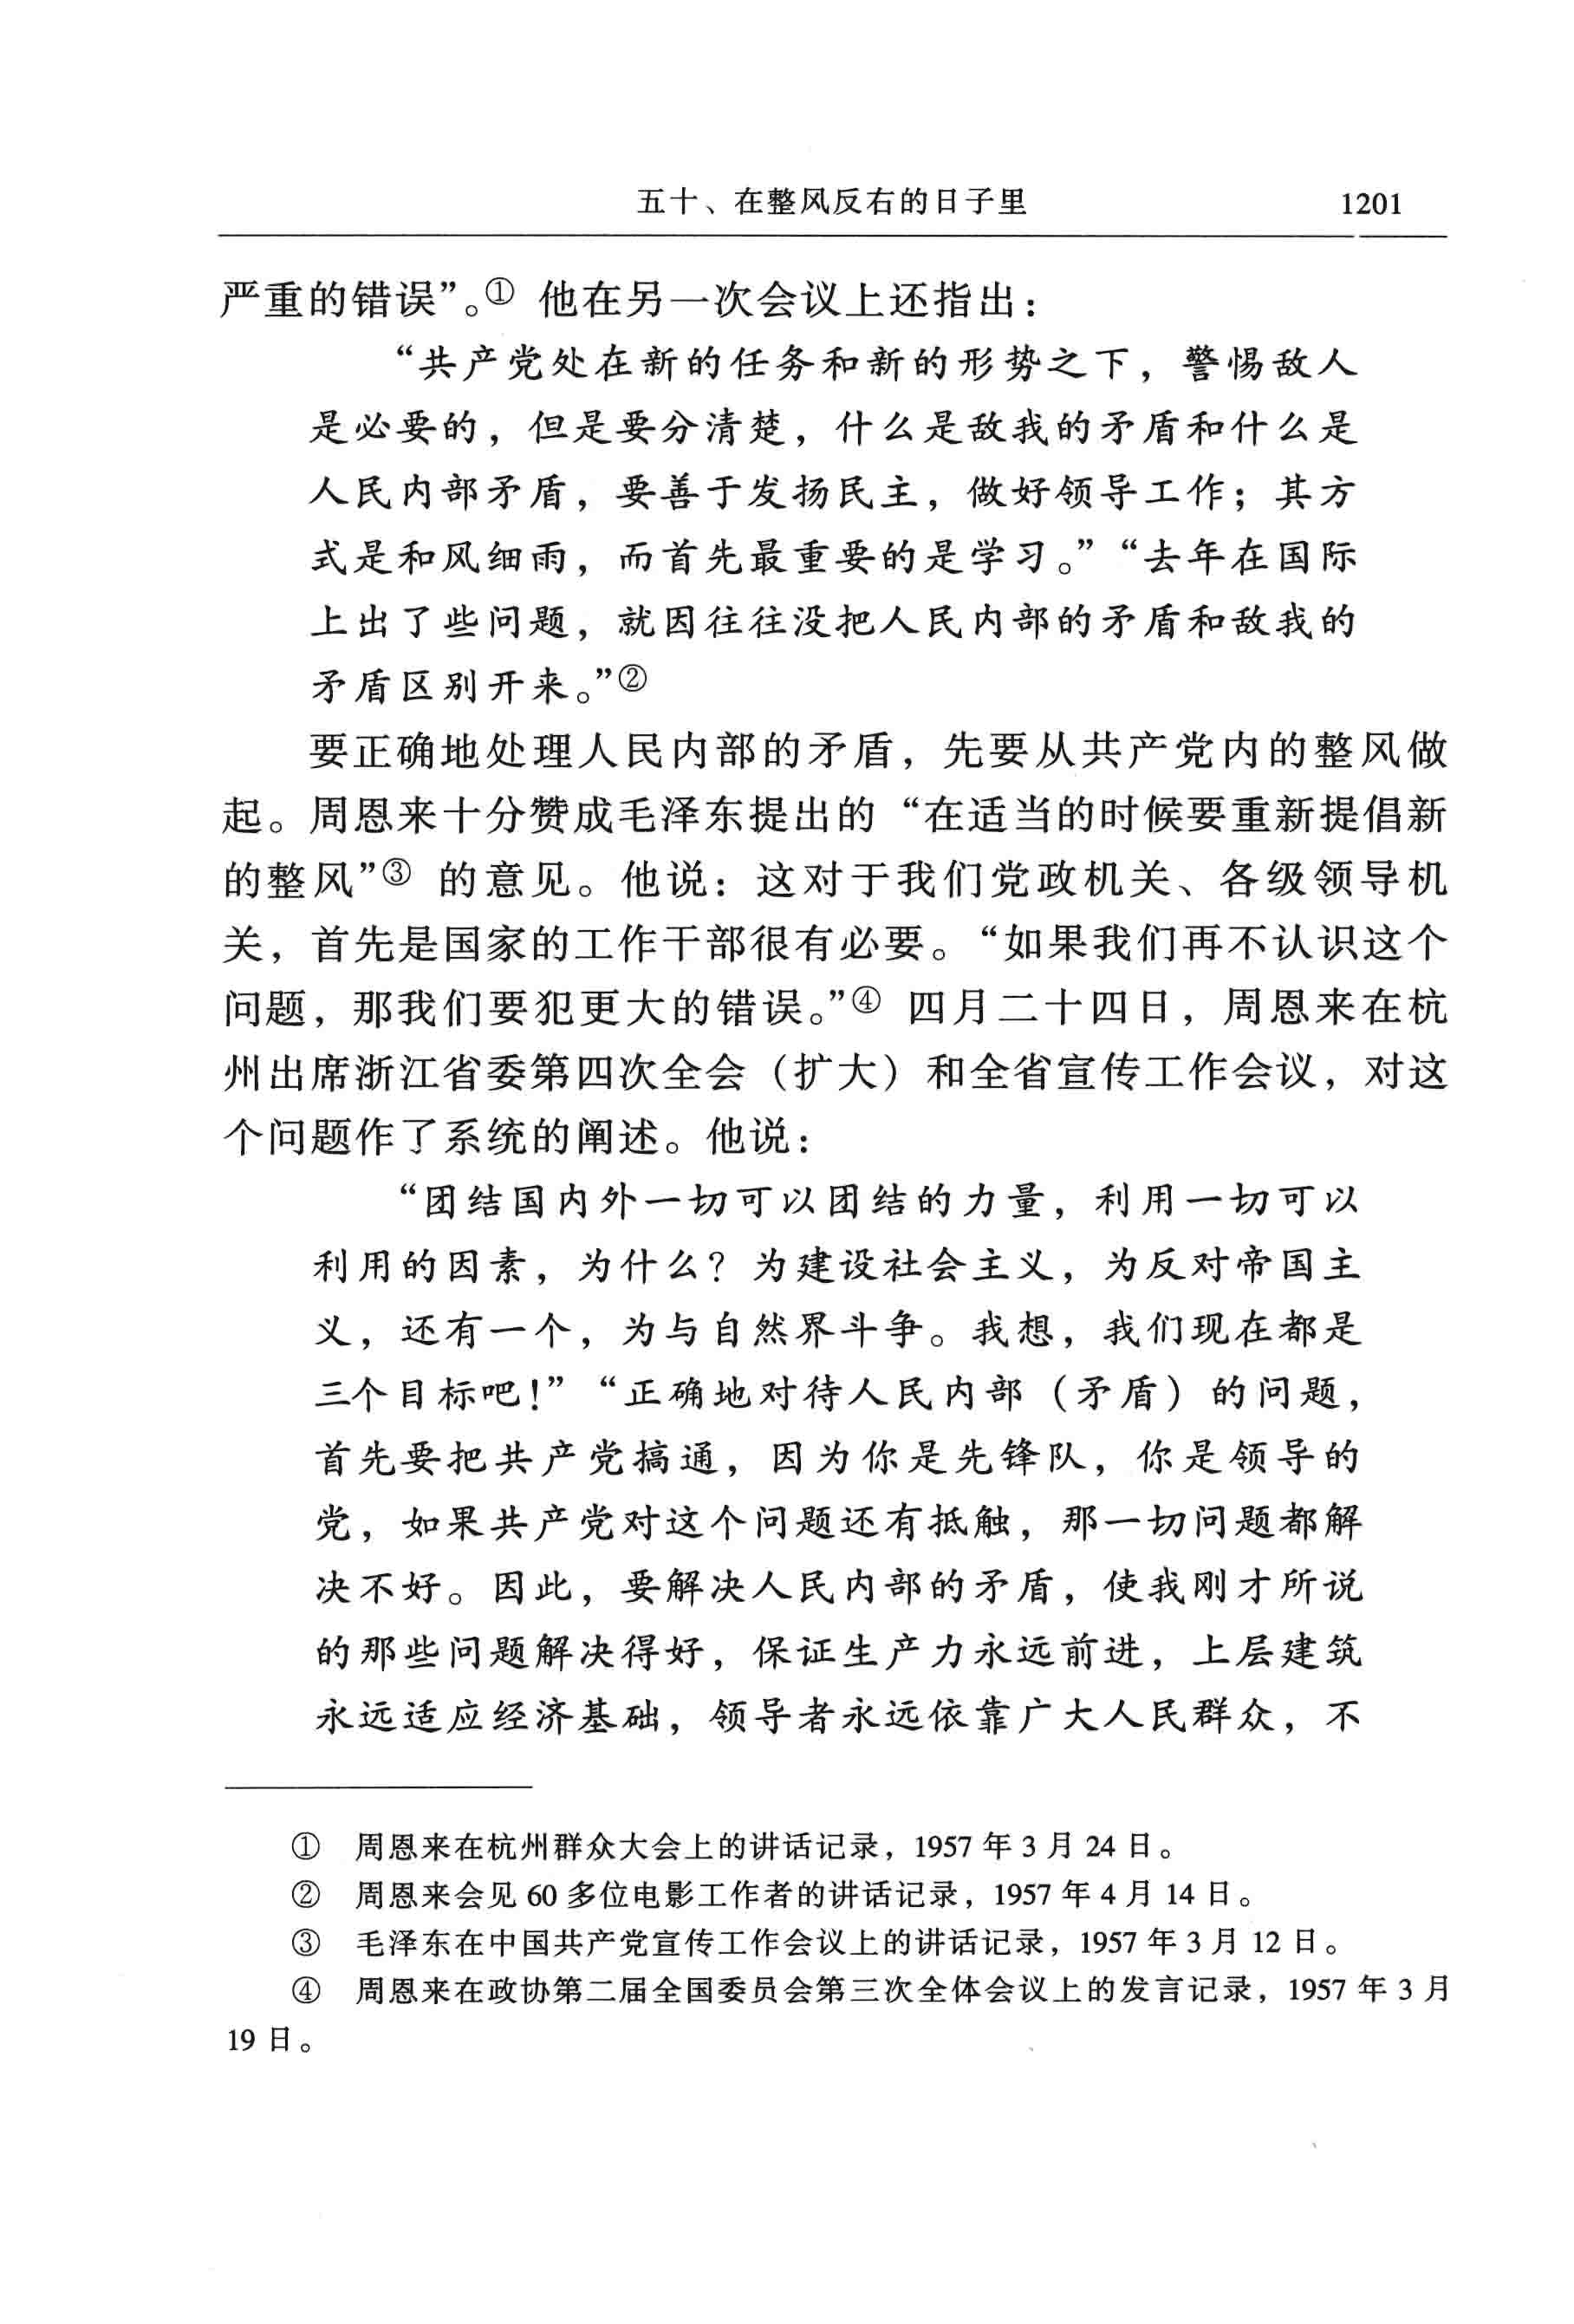 五十、在整风反右的日子里 1201
严重的错误”。① 他在另一次会议上还指出：
“共产党处在新的任务和新的形势之下，警惕敌人
是必要的，但是要分清楚，什么是敌我的矛盾和什么是
人民内部矛盾，要善于发扬民主，做好领导工作；其方
式是和风细雨，而首先最重要的是学习。”“去年在国际
上出了些问题，就因往往没把人民内部的矛盾和敌我的
矛盾区别开来。”②
要正确地处理人民内部的矛盾，先要从共产党内的整风做
起。周恩来十分赞成毛泽东提出的“在适当的时候要重新提倡新
的整风”③ 的意见。他说：这对于我们党政机关、各级领导机
关，首先是国家的工作干部很有必要。“如果我们再不认识这个
问题，那我们要犯更大的错误。”④ 四月二十四日，周恩来在杭
州出席浙江省委第四次全会（扩大）和全省宣传工作会议，对这
个问题作了系统的阐述。他说：
“团结国内外一切可以团结的力量，利用一切可以
利用的因素，为什么？为建设社会主义，为反对帝国主
义，还有一个，为与自然界斗争。我想，我们现在都是
三个目标吧！”“正确地对待人民内部（矛盾）的问题，
首先要把共产党搞通，因为你是先锋队，你是领导的
党，如果共产党对这个问题还有抵触，那一切问题都解
决不好。因此，要解决人民内部的矛盾，使我刚才所说
的那些问题解决得好，保证生产力永远前进，上层建筑
永远适应经济基础，领导者永远依靠广大人民群众，不
① 周恩来在杭州群众大会上的讲话记录，1957 年 3 月 24 日。
② 周恩来会见 60 多位电影工作者的讲话记录，1957 年 4 月 14 日。
③ 毛泽东在中国共产党宣传工作会议上的讲话记录，1957 年 3 月 12 日。
④ 周恩来在政协第二届全国委员会第三次全体会议上的发言记录，1957 年 3 月
19 日。